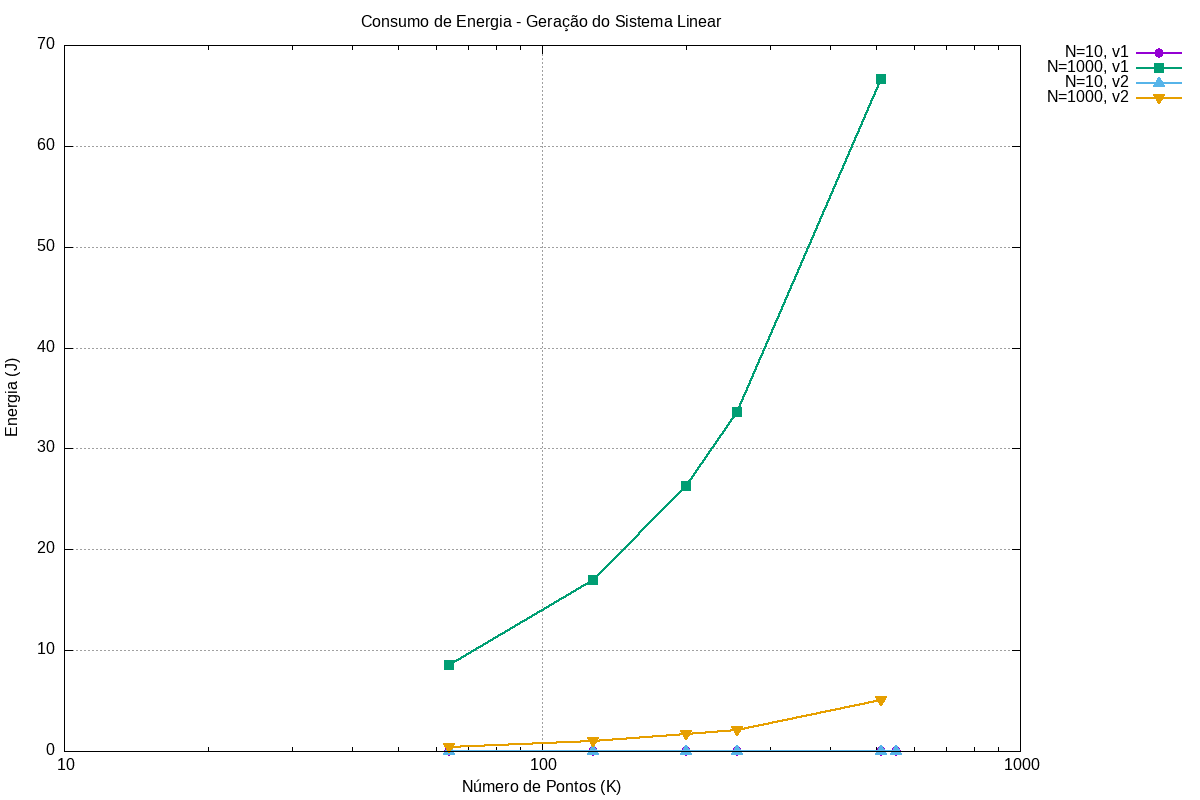 Consumo de Energia - Geração do Sistema Linear
N=10, v1
N=1000, v1
N=10, v2
N=1000, v2
70
60
50
40
30
20
10
0
Energia (J)
10
100
1000
Número de Pontos (K)